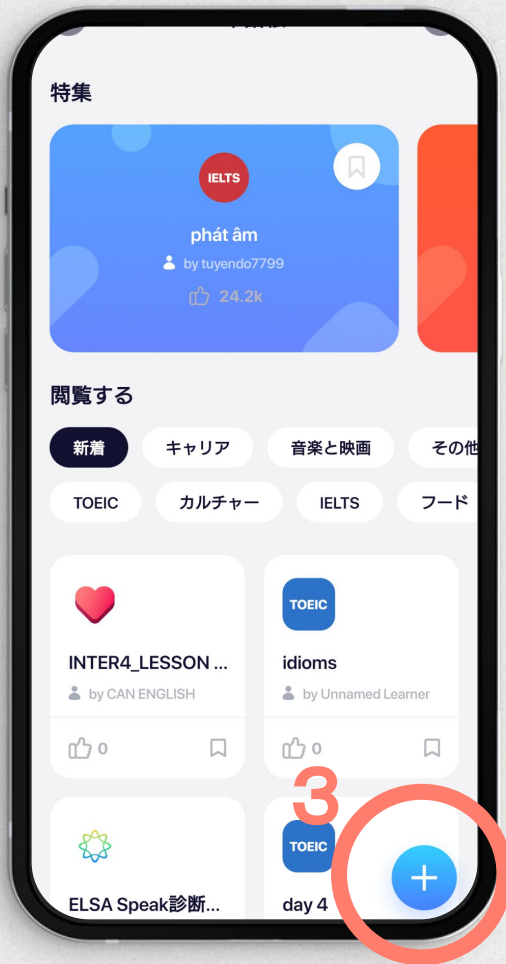 特集
IELTS
phát âm
by tuyendo7799
24.2k
閲覧する
新着 キャリア 音楽と映画 その他
TOEIC カルチャー IELTS フード
TOEIC
INTER4_LESSON ... idioms
by CAN ENGLISH by Unnamed Learner
0 0
3
TOEIC
ELSA Speak診断... day 4